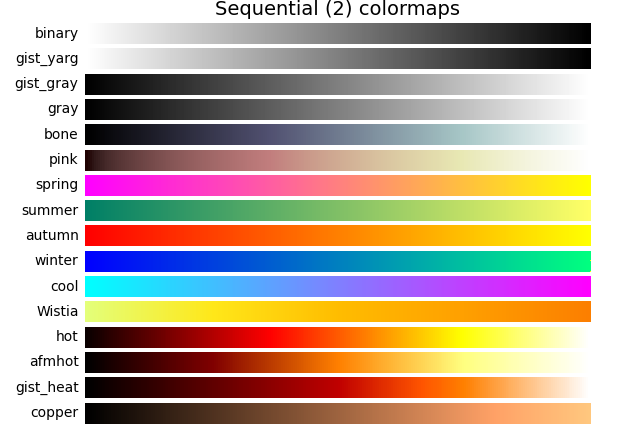 Sequential (2) colormaps
binary
gist_yarg
gist_gray
gray
bone
pink
spring
summer
autumn
winter
cool
Wistia
hot
afmhot
gist_heat
copper